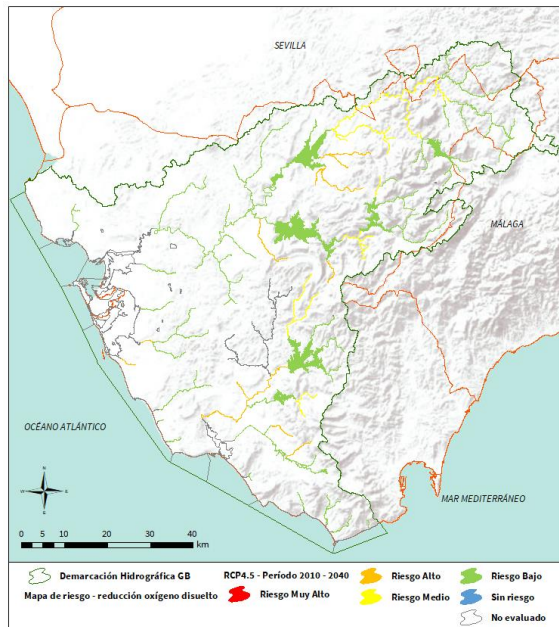 SEVILLA
MÁLAGA
OCÉANO ATLÁNTICO
MAR MEDITERRÁNEO
N
W E
S
0 5 10 20 30 40
km
Demarcación Hidrográfica GB
RCP4.5 - Período 2010 - 2040
Riesgo Alto
Riesgo Bajo
Mapa de riesgo - reducción oxígeno disuelto
Riesgo Muy Alto
Riesgo Medio
Sin riesgo
No evaluado